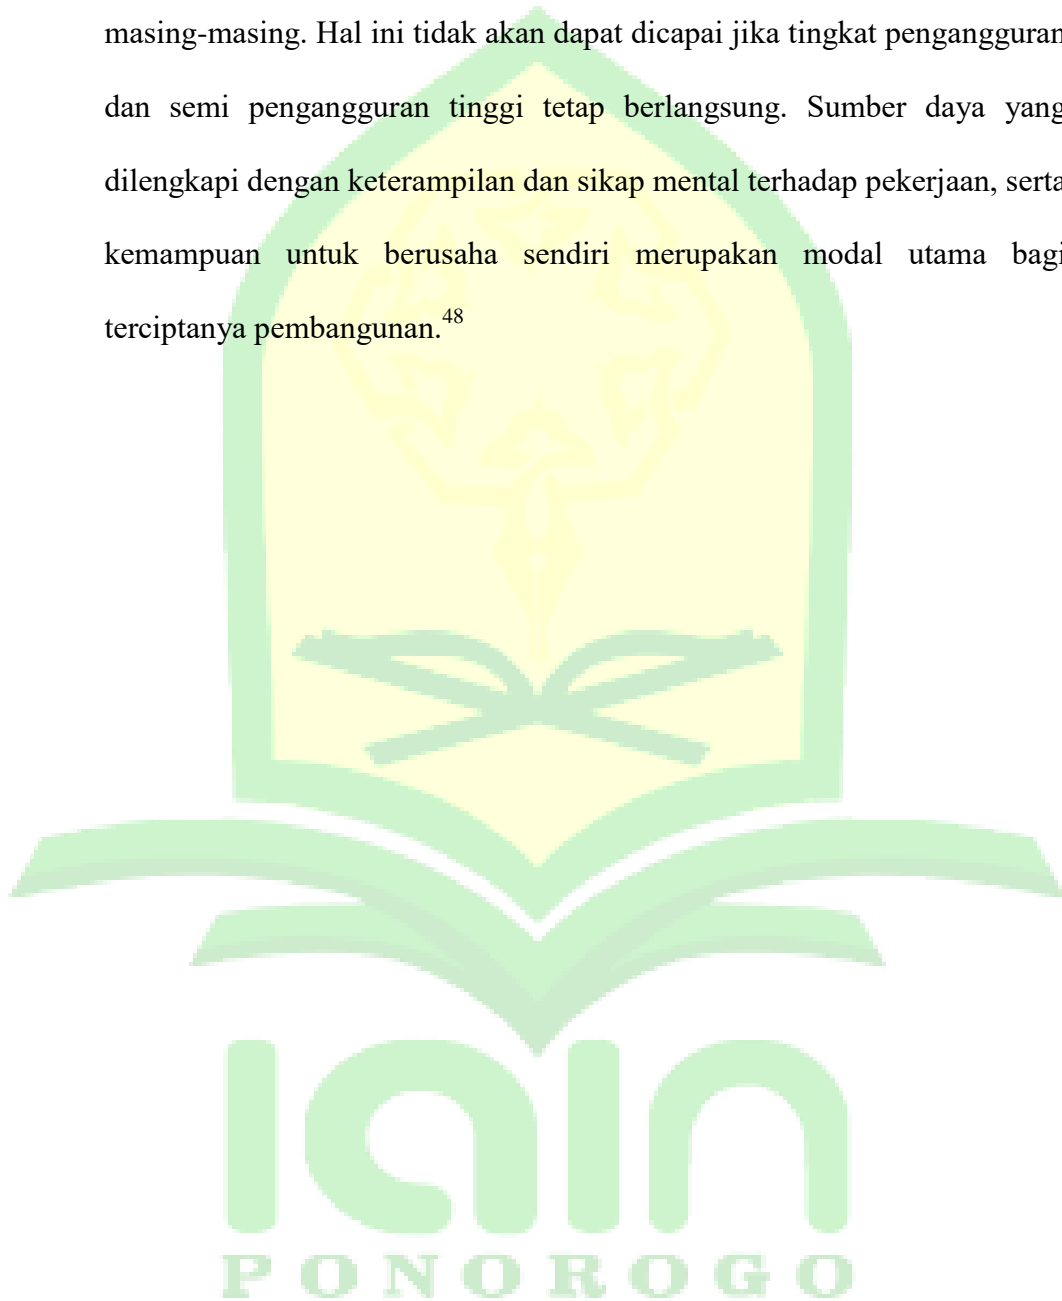 masing-masing. Hal ini tidak akan dapat dicapai jika tingkat pengangguran
dan semi pengangguran tinggi tetap berlangsung. Sumber daya yang
dilengkapi dengan keterampilan dan sikap mental terhadap pekerjaan, serta
kemampuan untuk berusaha sendiri merupakan modal utama bagi
terciptanya pembangunan.48
iain
PONOROGO